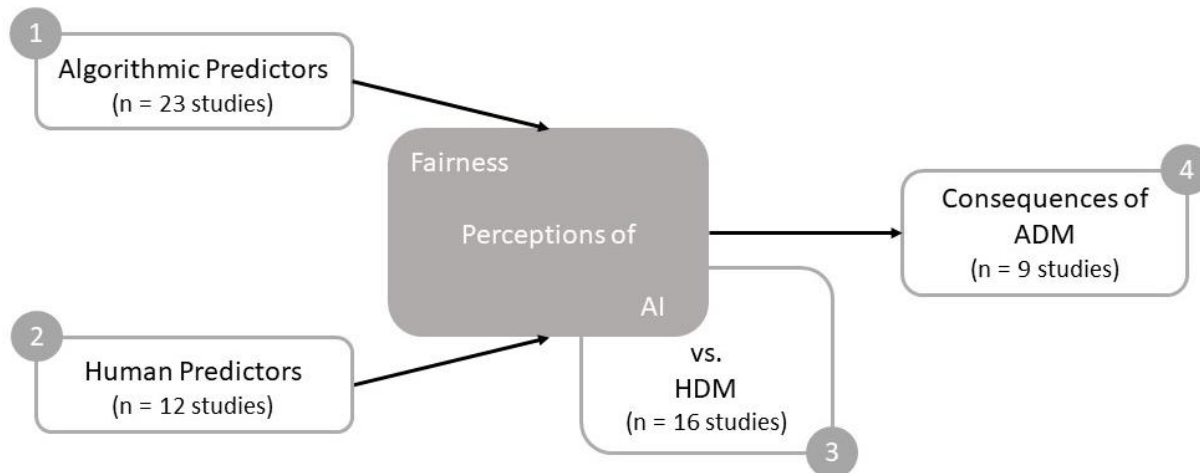 1
Algorithmic Predictors
(n = 23 studies)
2
Human Predictors
(n = 12 studies)
Fairness
Perceptions of
AI
vs.
HDM
(n = 16 studies)
3
4
Consequences of
ADM
(n = 9 studies)